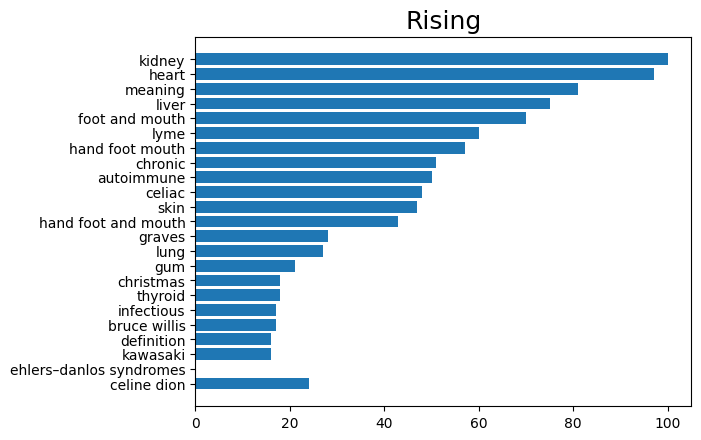 Rising
kidney
heart
meaning
liver
foot and mouth
lyme
hand foot mouth
chronic
autoimmune
celiac
skin
hand foot and mouth
graves
lung
gum
christmas
thyroid
infectious
bruce willis
definition
kawasaki
ehlers–danlos syndromes
celine dion
0 20 40 60 80 100